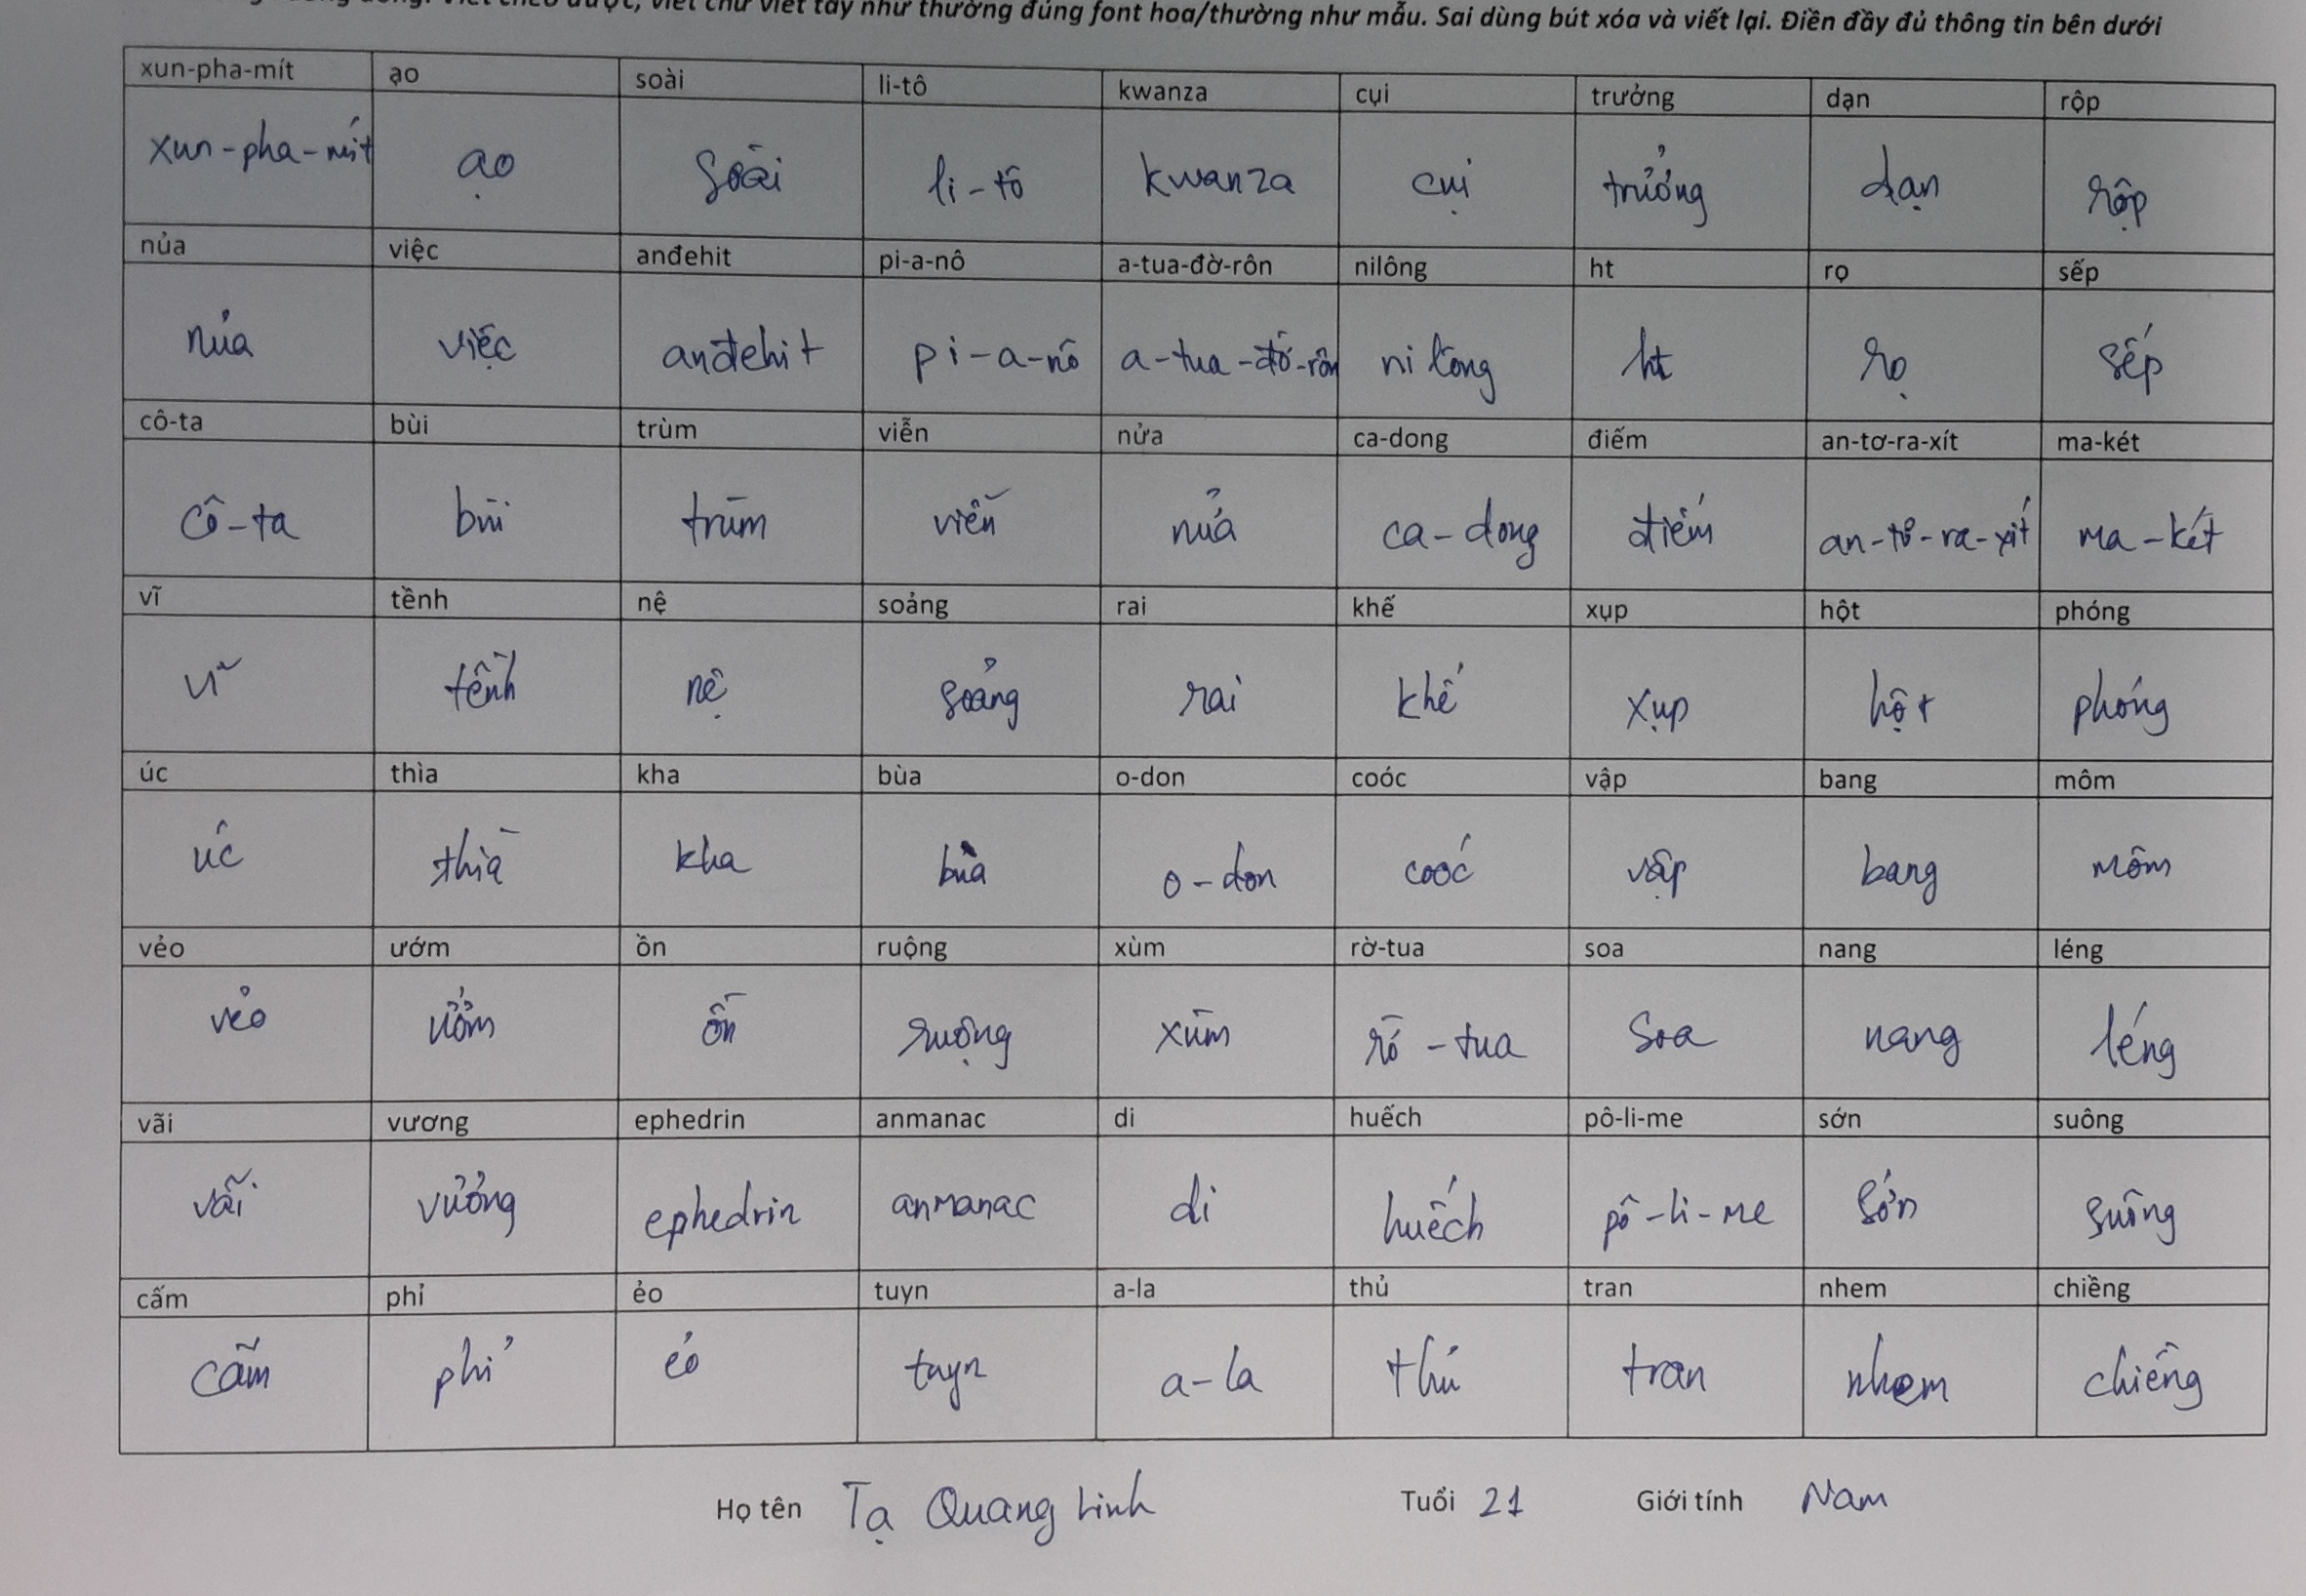 viết chữ viết tay như thường đúng font hoa/thường như mẫu. Sai dùng bút xóa và viết lại. Điền đầy đủ thông tin bên dưới
xun-pha-mít ạo soài li-tô kwanza cụi trưởng dạn rộp
xun-pha-mít ạo soài li-tô kwanza cụi trưởng dạn rộp
nủa việc anđehit pi-a-nô a-tua-đờ-rôn nilông ht rọ sếp
nủa việc anđehit pi-a-nô a-tua-đờ-rôn nilông ht rọ sếp
cô-ta bùi trùm viễn nửa ca-dong điếm an-tơ-ra-xít ma-két
cô-ta bùi trùm viễn nửa ca-dong điếm an-tơ-ra-xít ma-két
vĩ tềnh nệ soảng rai khế xụp hột phóng
vĩ tềnh nệ soảng rai khế xụp hột phóng
úc thìa kha bùa o-don coóc vập bang môm
úc thìa kha bùa o-don coóc vập bang môm
vẻo ướm ồn ruộng xùm rờ-tua soa nang léng
vẻo ướm ồn ruộng xùm rờ-tua soa nang léng
vãi vương ephedrin anmanac di huếch pô-li-me sớn suông
vãi vương ephedrin anmanac di huếch pô-li-me sớn suông
cấm phỉ ẻo tuyn a-la thủ tran nhem chiềng
cấm phỉ ẻo tuyn a-la thủ tran nhem chiềng
Họ tên Tạ Quang Linh Tuổi 21 Giới tính Nam